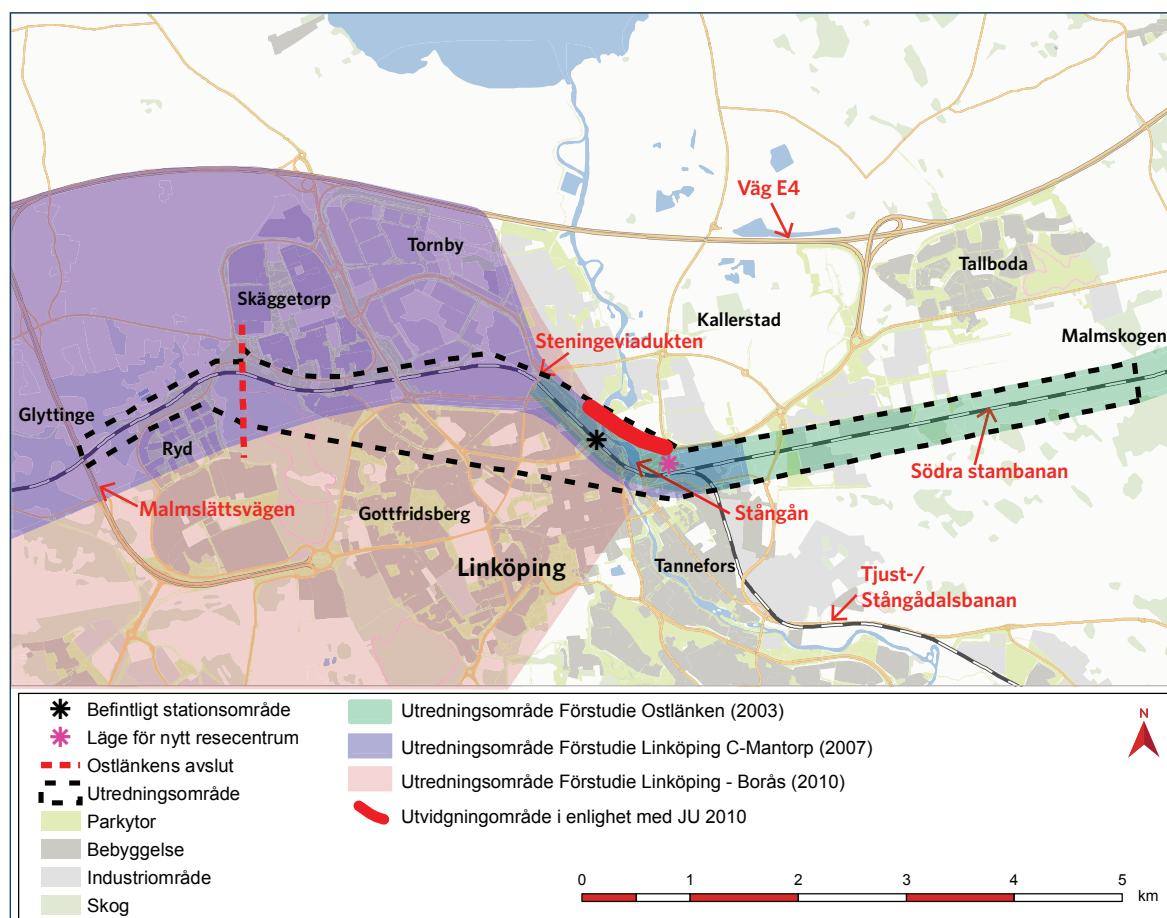 Väg E4
Tornby
Tallboda
Skäggetorp
Kallerstad
Malmskogen
Steningeviadukten
Glyttinge
Ryd
Södra stambanan
Malmslättsvägen
Gottfridsberg
Stångån
Linköping
Tannefors
Tjust-/
Stångådalsbanan
Befintligt stationsområde
Läge för nytt resecentrum
Ostlänkens avslut
Utredningsområde
Parkytor
Bebyggelse
Industriområde
Skog
Utredningsområde Förstudie Ostlänken (2003)
Utredningsområde Förstudie Linköping C-Mantorp (2007)
Utredningsområde Förstudie Linköping - Borås (2010)
Utvidgningområde i enlighet med JU 2010
N
0 1 2 3 4 5
km